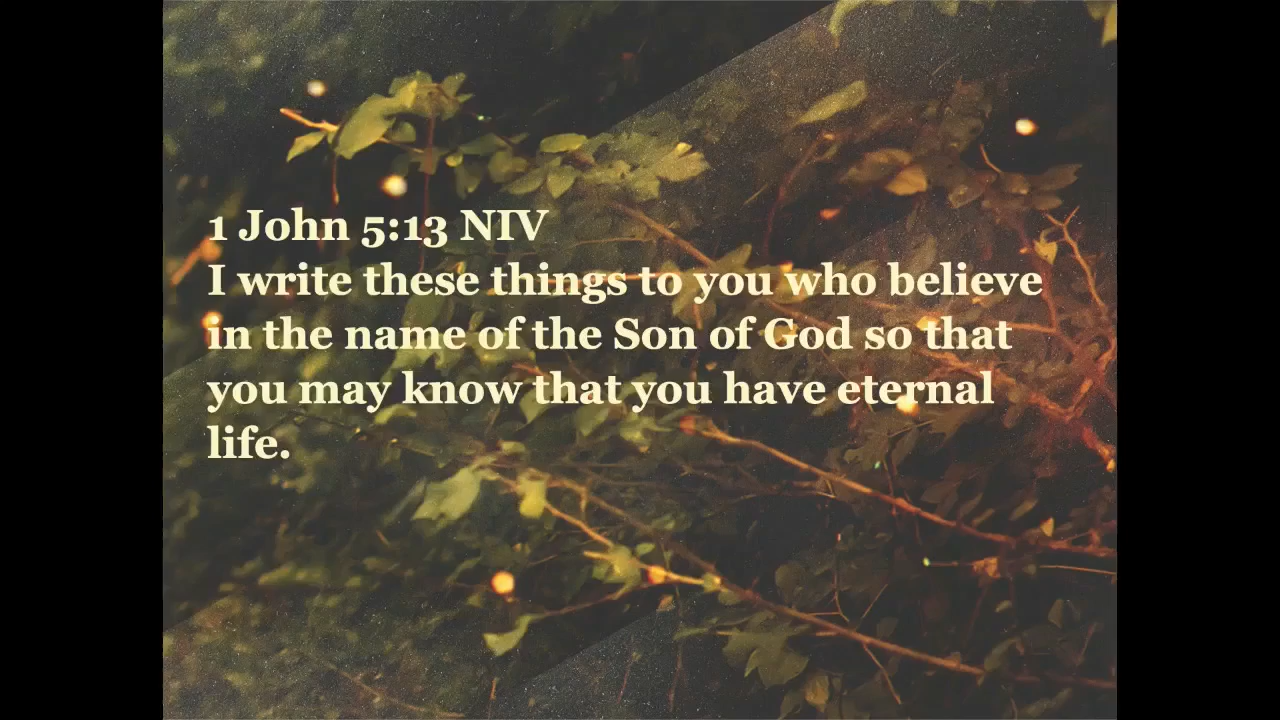 1 John 5:13 NIV
I write these things to you who believe
in the name of the Son of God so that
you may know that you have eternal
life.